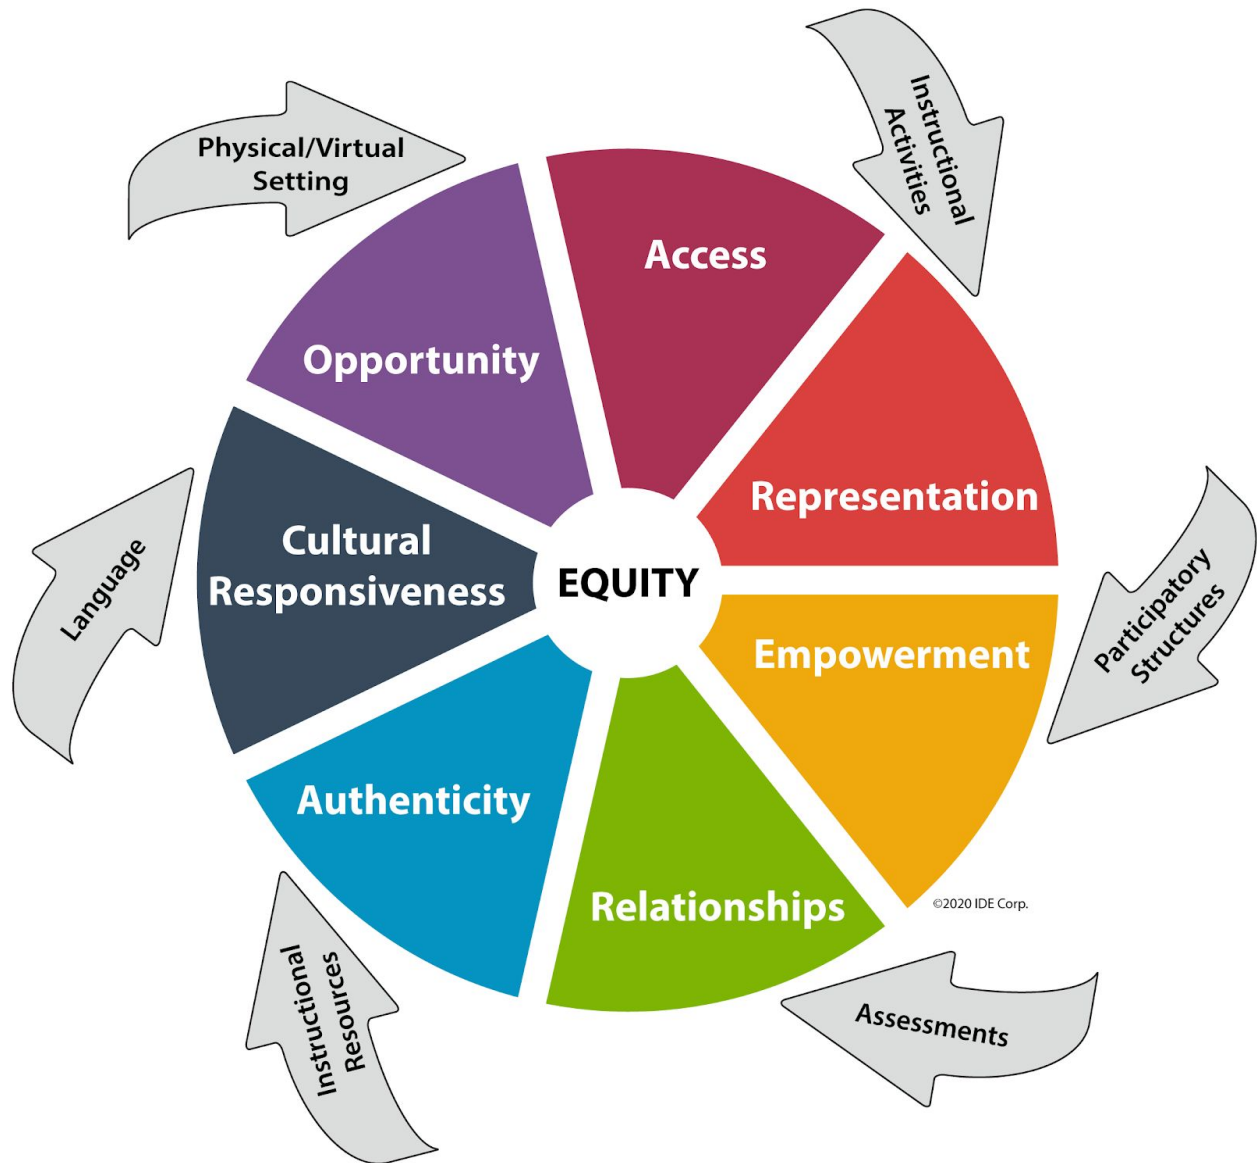 Physical/Virtual
Setting
Instructional
Activities
Access
Opportunity
Representation
Cultural
Responsiveness
EQUITY
Language
Participatory
Structures
Empowerment
Authenticity
Relationships
©2020 IDE Corp.
Instructional
Resources
Assessments